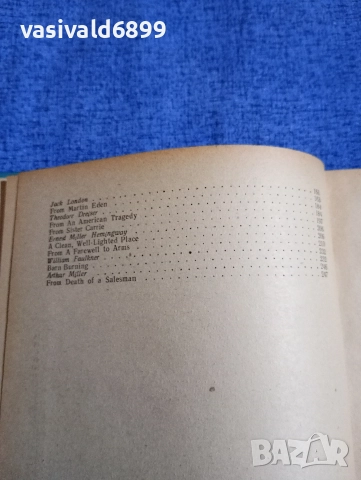 vasivald6899
Jack London
From Martin Eden
Theodore Dreiser
From An American Tragedy
From Sister Carrie
Ernest Miller Hemingway
A Clean, Well-Lighted Place
From A Farewell to Arms
William Faulkner
Barn Burning
Arthur Miller
From Death of a Salesman
BAZAR